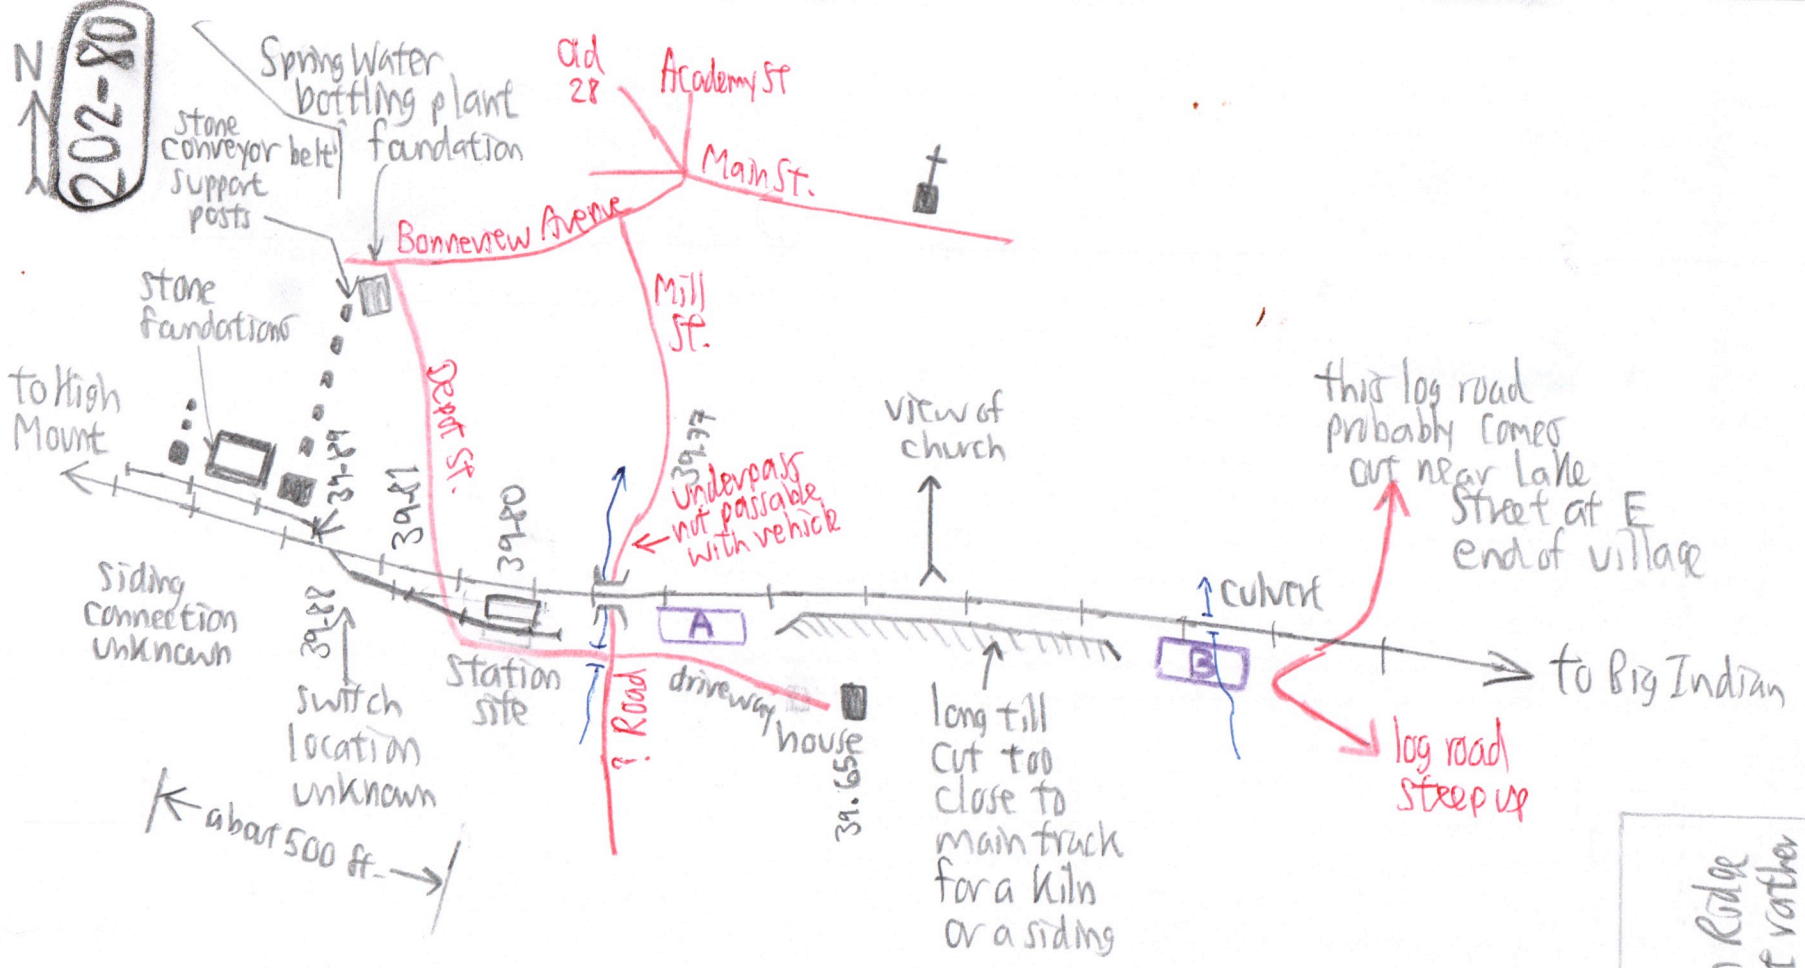 N
202-80
Spring Water
bottling plant
foundation
stone
conveyor belt
support
posts
Old
28
Academy St
Main St.
Bonneview Avenue
Mill
St.
stone
foundations
to High
Mount
Depot St.
39-89
39-81
39-80
39-77
underpass
not passable
with vehicle
view of
church
this log road
probably comes
out near Lake
Street at E
end of village
siding
connection
unknown
39-88
switch
location
unknown
station
site
A
B
culvert
to Big Indian
? Road
driveway
house
39.65
long till
cut too
close to
main track
for a kiln
or a siding
log road
steep up
about 500 ft.
Ridge
rather